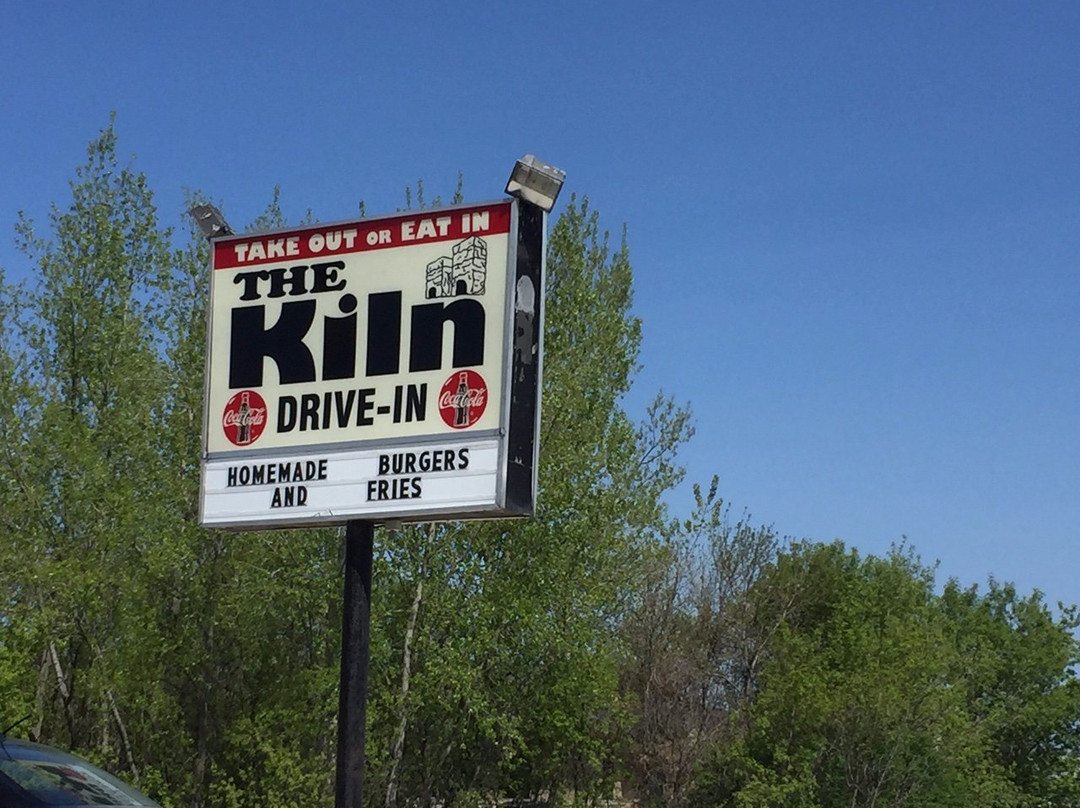 TAKE OUT OR EAT IN
THE
Kiln
DRIVE-IN
Coca-Cola
Coca-Cola
HOMEMADE BURGERS
AND FRIES